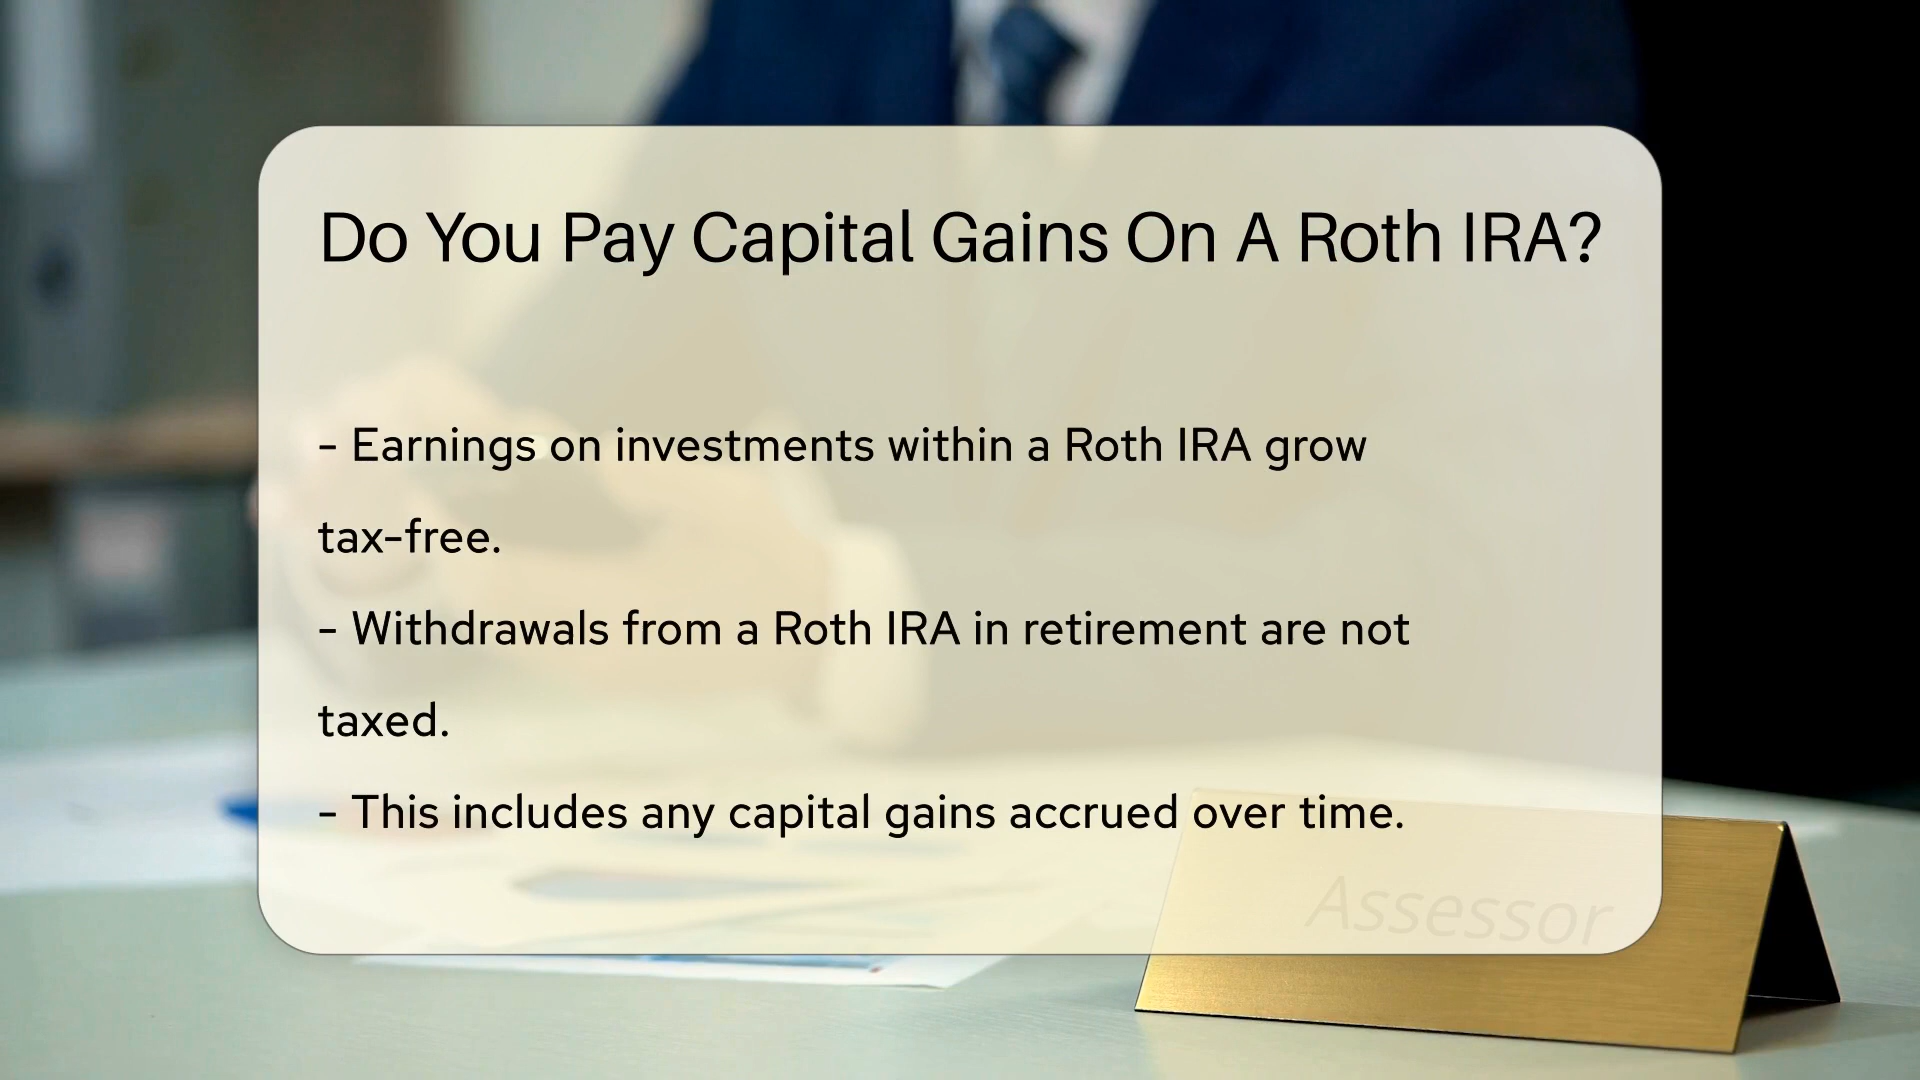 Do You Pay Capital Gains On A Roth IRA?
- Earnings on investments within a Roth IRA grow
tax-free.
- Withdrawals from a Roth IRA in retirement are not
taxed.
- This includes any capital gains accrued over time.
Assessor